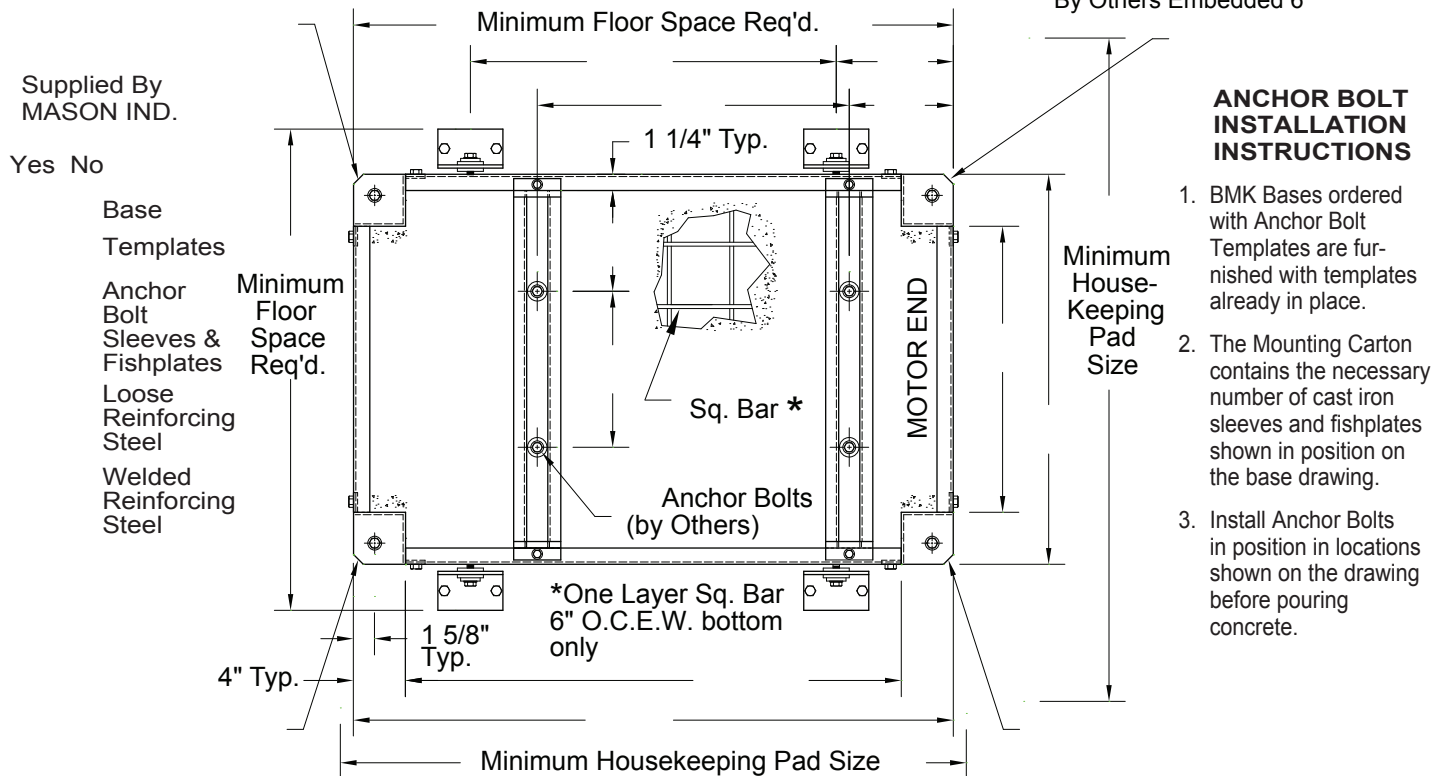 By Others Embedded 6"
Minimum Floor Space Req'd.
Supplied By
MASON IND.
Yes No
Base
Templates
Anchor
Bolt
Sleeves &
Fishplates
Loose
Reinforcing
Steel
Welded
Reinforcing
Steel
Minimum
Floor
Space
Req'd.
1 1/4" Typ.
Sq. Bar *
Anchor Bolts
(by Others)
MOTOR END
*One Layer Sq. Bar
6" O.C.E.W. bottom
only
1 5/8"
Typ.
4" Typ.
Minimum Housekeeping Pad Size
Minimum
House-
Keeping
Pad
Size
ANCHOR BOLT
INSTALLATION
INSTRUCTIONS
1. BMK Bases ordered
with Anchor Bolt
Templates are fur-
nished with templates
already in place.
2. The Mounting Carton
contains the necessary
number of cast iron
sleeves and fishplates
shown in position on
the base drawing.
3. Install Anchor Bolts
in position in locations
shown on the drawing
before pouring
concrete.